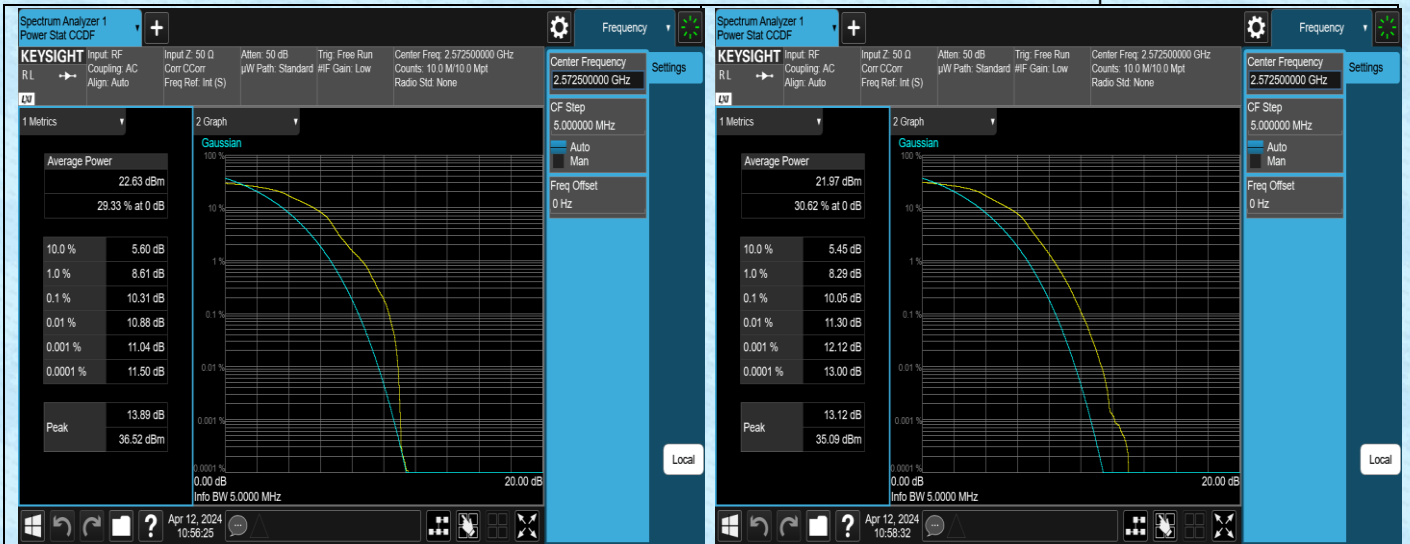 Spectrum Analyzer 1
Power Stat CCDF
+
Frequency
KEYSIGHT
Input: RF
Input Z: 50 Ω
Atten: 50 dB
Trig: Free Run
Center Freq: 2.572500000 GHz
RL
Coupling: AC
Corr CCorr
µW Path: Standard
#IF Gain: Low
Counts: 10.0 M/10.0 Mpt
Align: Auto
Freq Ref: Int (S)
Radio Std: None
LXI
Center Frequency
2.572500000 GHz
Settings
CF Step
5.000000 MHz
Auto
Man
Freq Offset
0 Hz
Local
1 Metrics
Average Power
22.63 dBm
29.33 % at 0 dB
10.0 % 5.60 dB
1.0 % 8.61 dB
0.1 % 10.31 dB
0.01 % 10.88 dB
0.001 % 11.04 dB
0.0001 % 11.50 dB
Peak
13.89 dB
36.52 dBm
2 Graph
Gaussian
100 %
10 %
1 %
0.1 %
0.01 %
0.001 %
0.0001 %
0.00 dB
20.00 dB
Info BW 5.0000 MHz
?
Apr 12, 2024
10:56:25
Spectrum Analyzer 1
Power Stat CCDF
+
Frequency
KEYSIGHT
Input: RF
Input Z: 50 Ω
Atten: 50 dB
Trig: Free Run
Center Freq: 2.572500000 GHz
RL
Coupling: AC
Corr CCorr
µW Path: Standard
#IF Gain: Low
Counts: 10.0 M/10.0 Mpt
Align: Auto
Freq Ref: Int (S)
Radio Std: None
LXI
Center Frequency
2.572500000 GHz
Settings
CF Step
5.000000 MHz
Auto
Man
Freq Offset
0 Hz
Local
1 Metrics
Average Power
21.97 dBm
30.62 % at 0 dB
10.0 % 5.45 dB
1.0 % 8.29 dB
0.1 % 10.05 dB
0.01 % 11.30 dB
0.001 % 12.12 dB
0.0001 % 13.00 dB
Peak
13.12 dB
35.09 dBm
2 Graph
Gaussian
100 %
10 %
1 %
0.1 %
0.01 %
0.001 %
0.0001 %
0.00 dB
20.00 dB
Info BW 5.0000 MHz
?
Apr 12, 2024
10:58:32